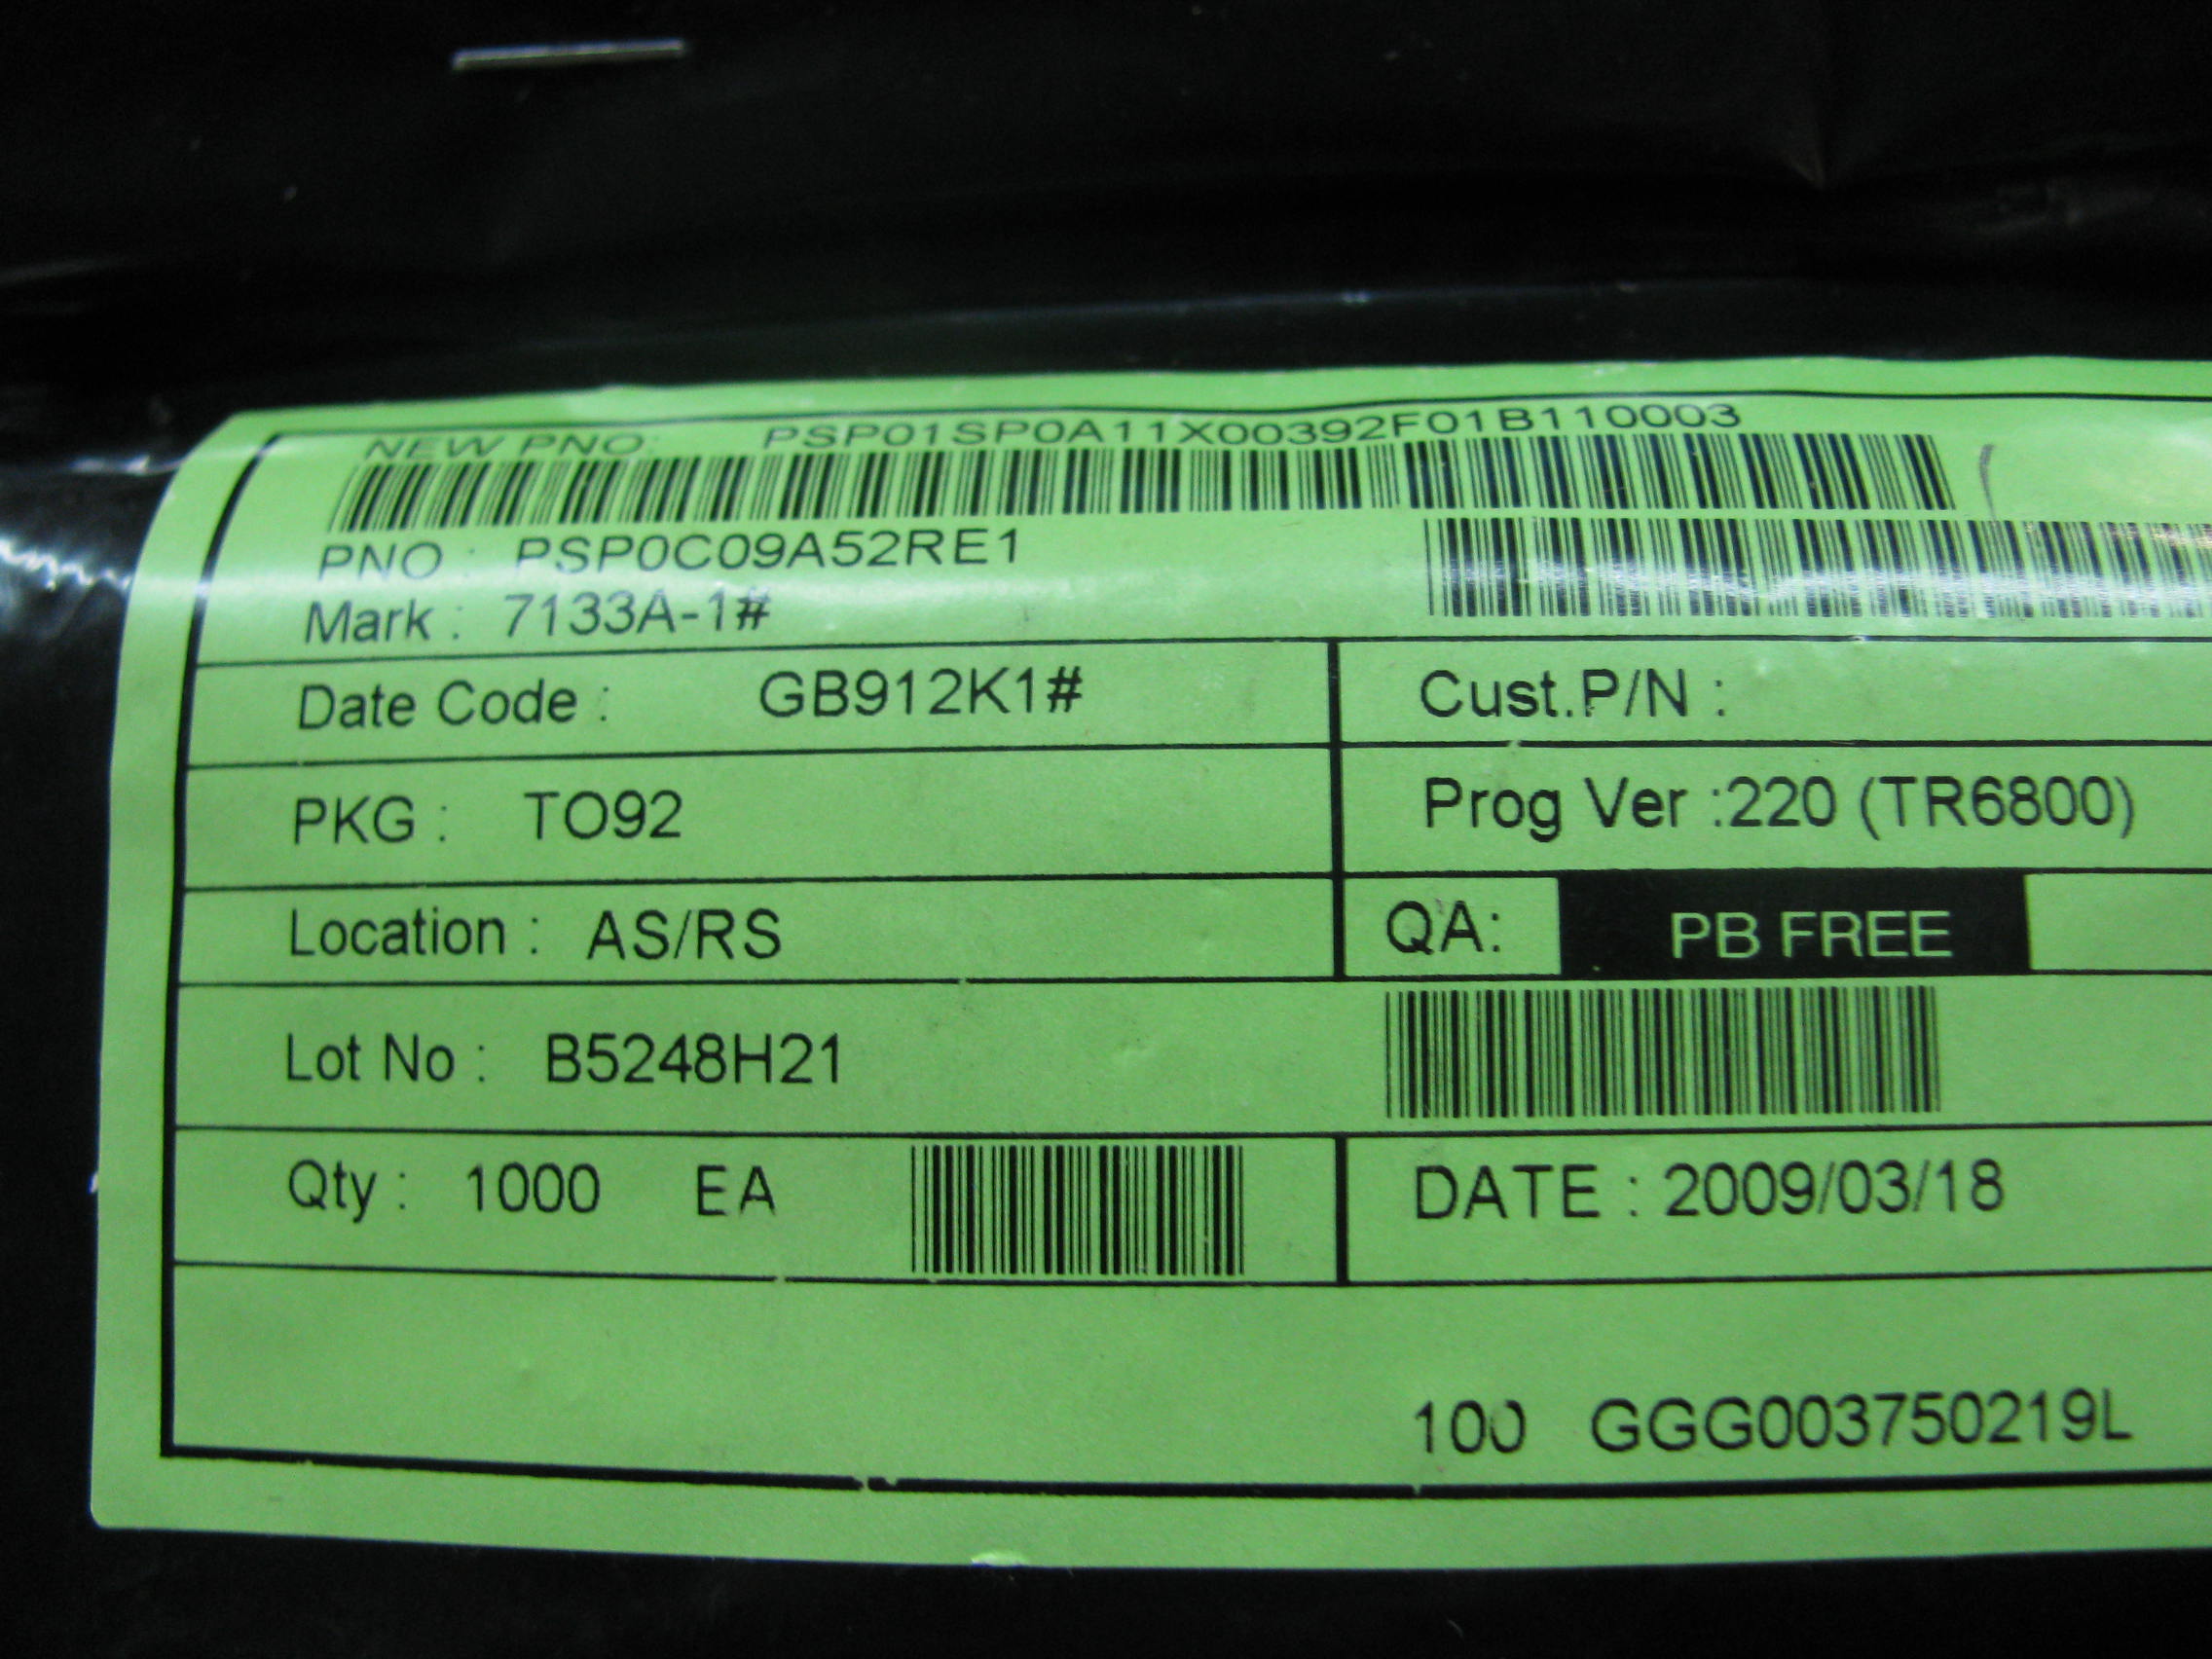 NEW PNO: PSP01SP0A11X00392F01B110003
PNO : PSP0C09A52RE1
Mark : 7133A-1#
Date Code : GB912K1#
Cust.P/N :
PKG : TO92
Prog Ver :220 (TR6800)
Location : AS/RS
QA: PB FREE
Lot No : B5248H21
Qty : 1000 EA
DATE : 2009/03/18
100 GGG003750219L